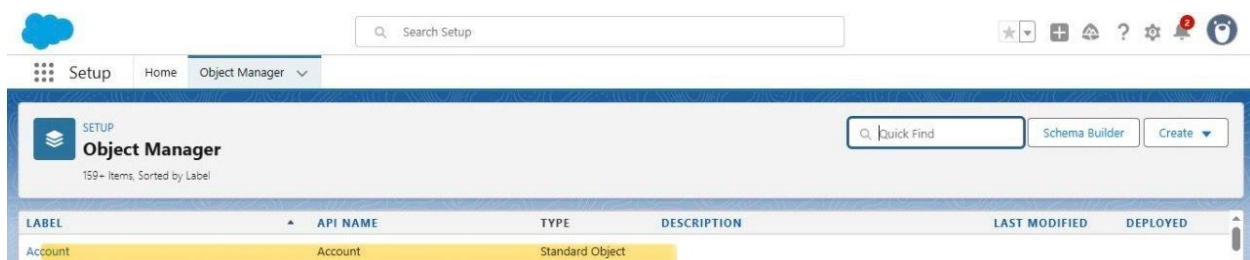 Search Setup
2
Setup Home Object Manager
SETUP
Object Manager
159+ Items, Sorted by Label
Quick Find
Schema Builder
Create
LABEL API NAME TYPE DESCRIPTION LAST MODIFIED DEPLOYED
Account Account Standard Object